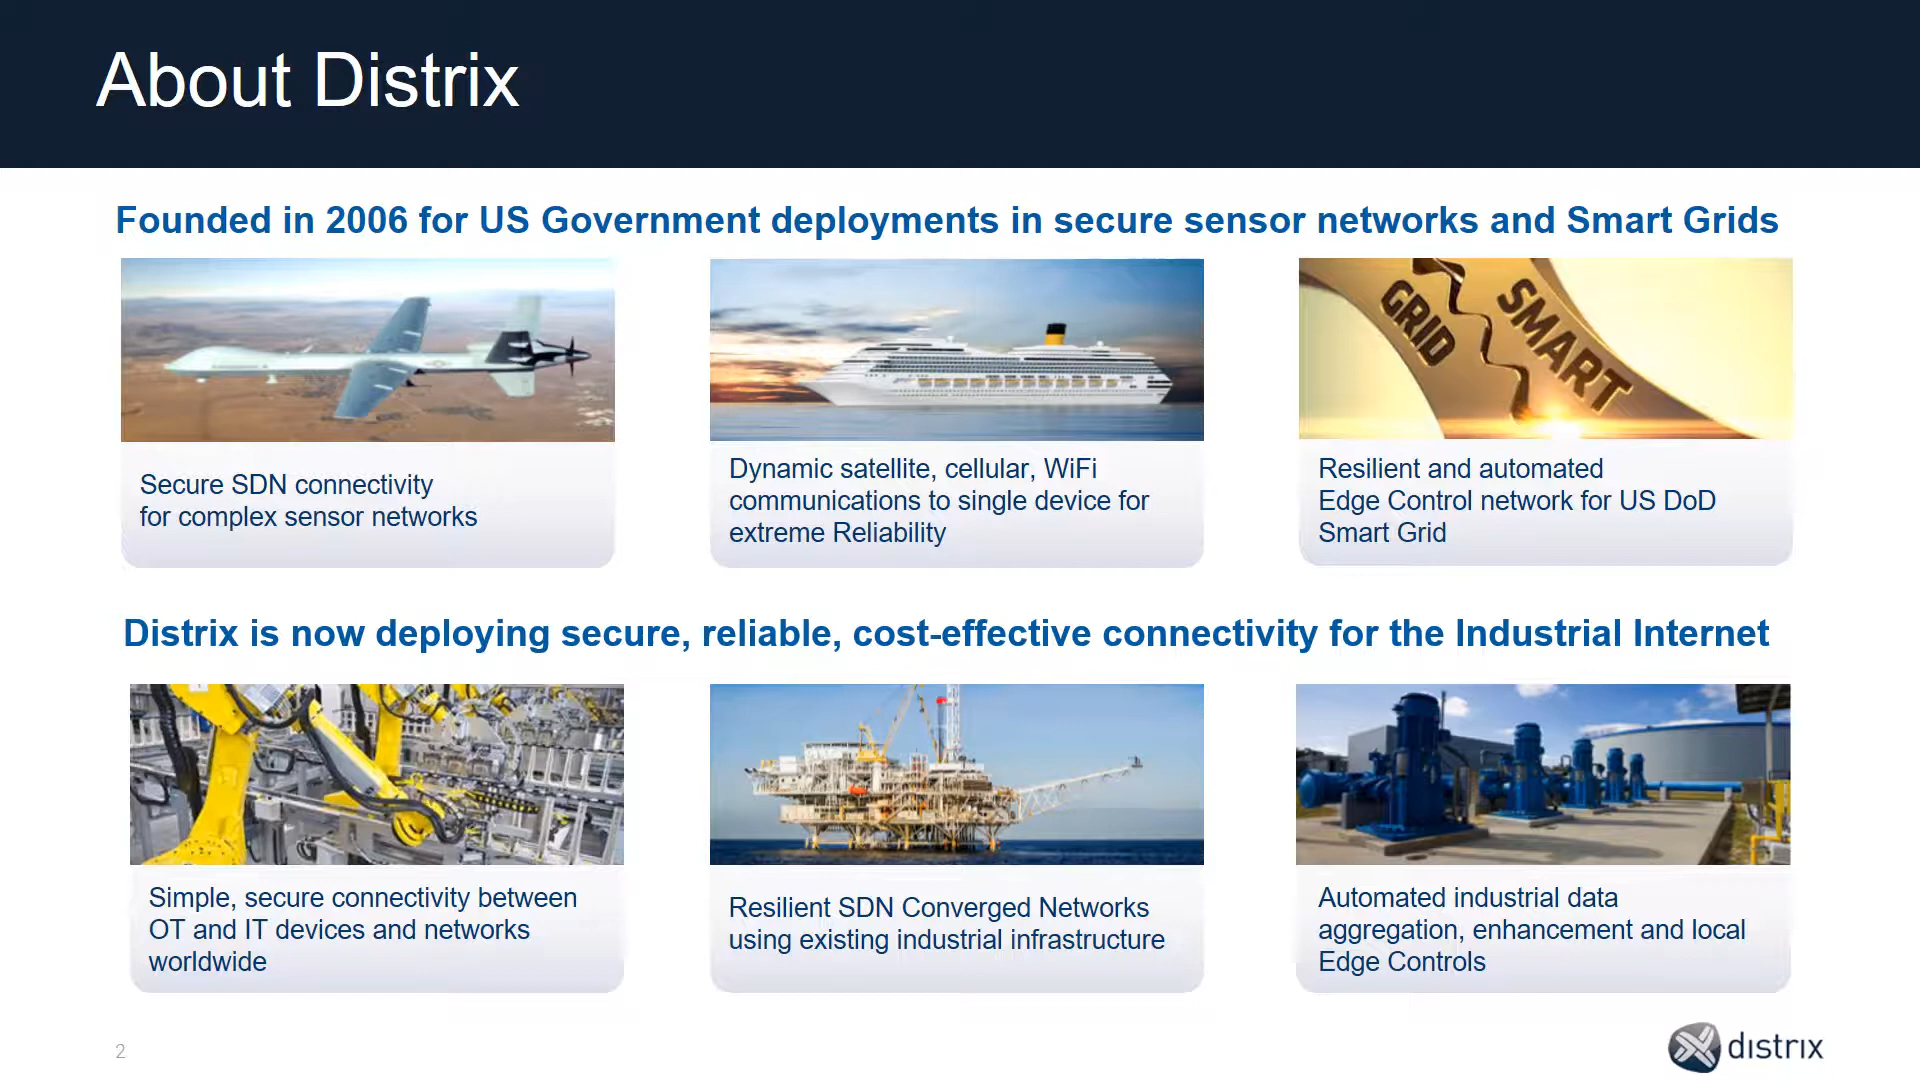 About Distrix
Founded in 2006 for US Government deployments in secure sensor networks and Smart Grids
GRID
SMART
Secure SDN connectivity
for complex sensor networks
Dynamic satellite, cellular, WiFi
communications to single device for
extreme Reliability
Resilient and automated
Edge Control network for US DoD
Smart Grid
Distrix is now deploying secure, reliable, cost-effective connectivity for the Industrial Internet
Simple, secure connectivity between
OT and IT devices and networks
worldwide
Resilient SDN Converged Networks
using existing industrial infrastructure
Automated industrial data
aggregation, enhancement and local
Edge Controls
2
distrix